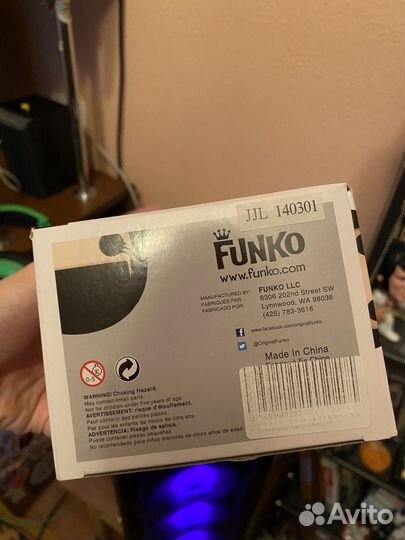 JJL 140301
FUNKO
www.funko.com
MANUFACTURED BY: FUNKO LLC
FABRIQUÉS PAR: 6306 202nd Street SW
FABRICADO POR: Lynnwood, WA 98036
(425) 783-3616
www.facebook.com/originalfunko
@OriginalFunko
Made In China
0-5
WARNING! Choking Hazard.
May contain small parts.
Not for children under five years of age.
AVERTISSEMENT: risque d'étouffement.
Peut contenir des petites pièces.
Pas pour les enfants de moins de cinq ans.
ADVERTENCIA: Riesgo de asfixia.
Puede contener piezas pequeñas.
No recomendado para niños menores de cinco años de edad.
Avito